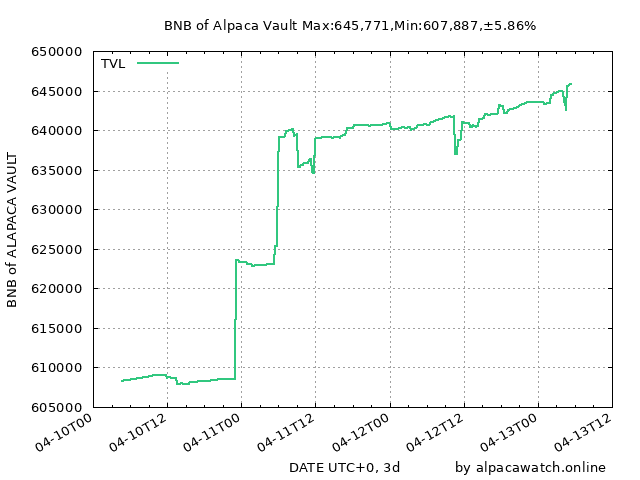 BNB of Alpaca Vault Max:645,771,Min:607,887,±5.86%
TVL
650000
645000
640000
635000
630000
625000
620000
615000
610000
605000
BNB of ALAPACA VAULT
04-10T00
04-10T12
04-11T00
04-11T12
04-12T00
04-12T12
04-13T00
04-13T12
DATE UTC+0, 3d
by alpacawatch.online